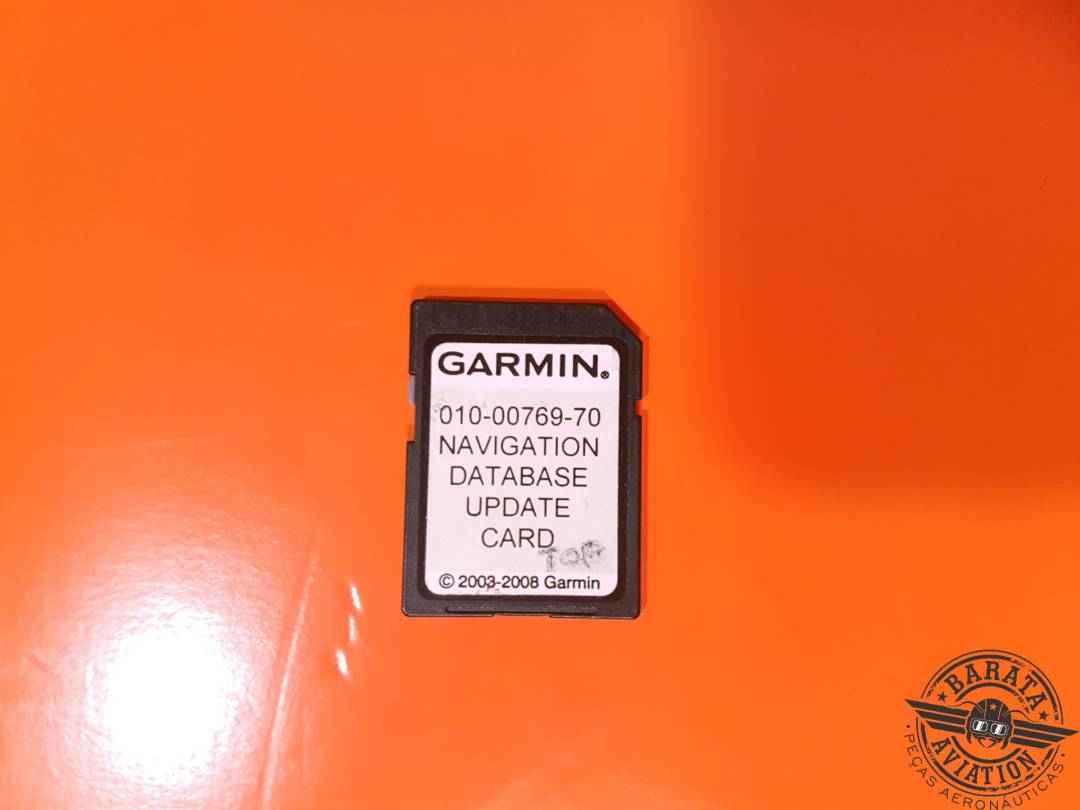 GARMIN®
010-00769-70
NAVIGATION
DATABASE
UPDATE
CARD
TOP
© 2003-2008 Garmin
BARATA
AVIATION
PEÇAS AERONÁUTICAS